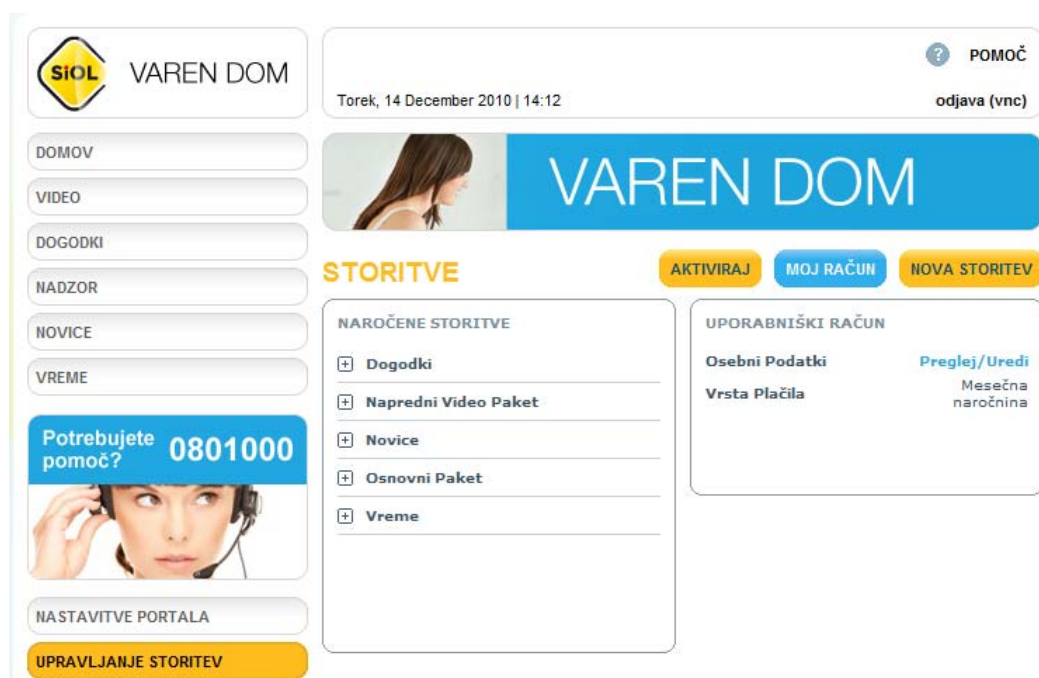 SiOL VAREN DOM
POMOČ
Torek, 14 December 2010 | 14:12
odjava (vnc)
DOMOV
VIDEO
DOGODKI
NADZOR
NOVICE
VREME
Potrebujete
pomoč?
0801000
NASTAVITVE PORTALA
UPRAVLJANJE STORITEV
VAREN DOM
STORITVE
AKTIVIRAJ
MOJ RAČUN
NOVA STORITEV
NAROČENE STORITVE
Dogodki
Napredni Video Paket
Novice
Osnovni Paket
Vreme
UPORABNIŠKI RAČUN
Osebni Podatki Preglej/Uredi
Vrsta Plačila Mesečna
naročnina